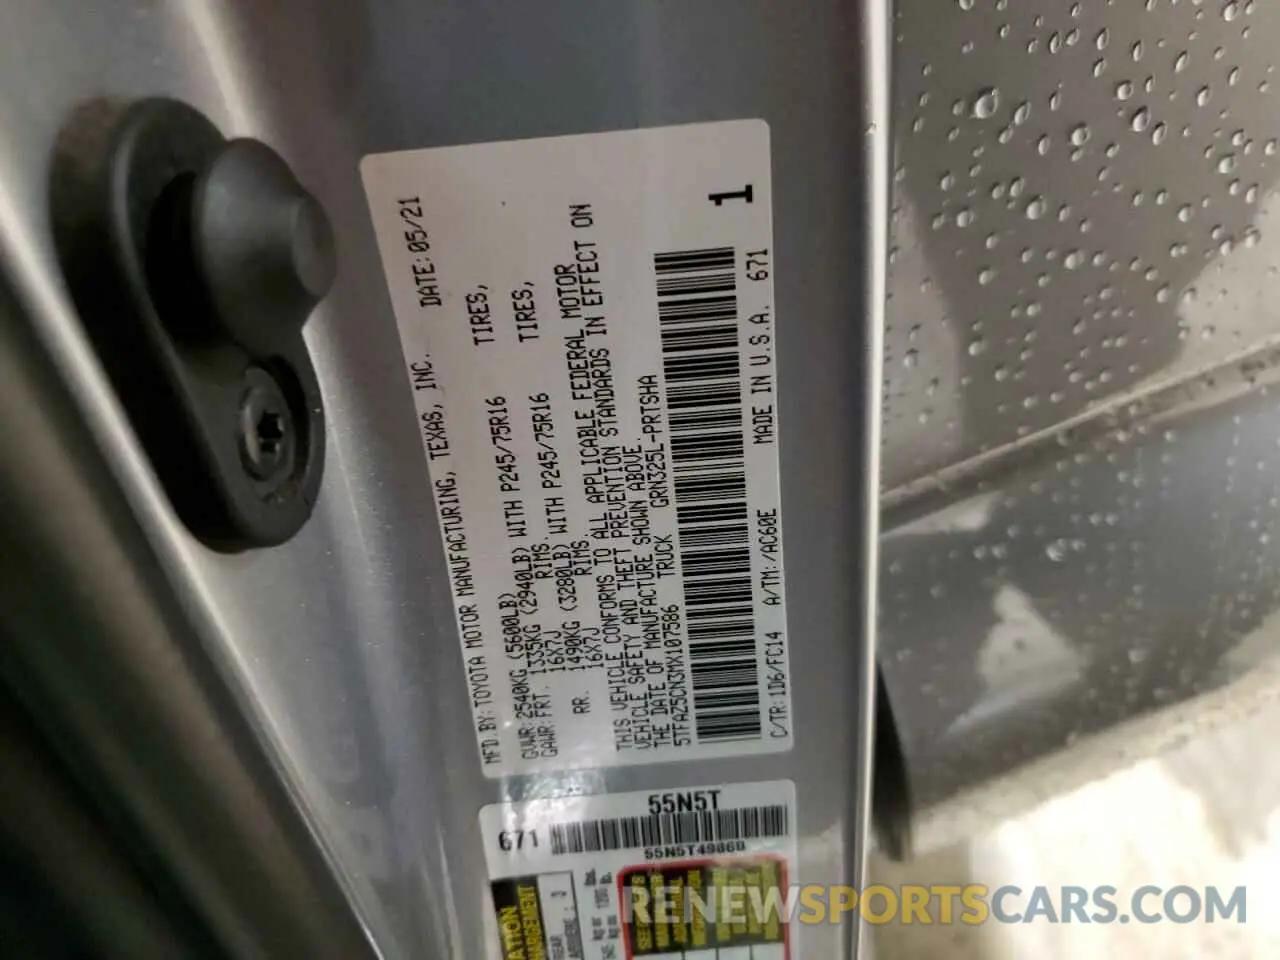 MFD.BY:TOYOTA MOTOR MANUFACTURING, TEXAS, INC. DATE:05/21
GVWR:2540KG (5600LB)
GAWR:FRT. 1335KG (2940LB) WITH P245/75R16 TIRES,
16X7J RIMS
RR. 1490KG (3280LB) WITH P245/75R16 TIRES,
16X7J RIMS.
THIS VEHICLE CONFORMS TO ALL APPLICABLE FEDERAL MOTOR
VEHICLE SAFETY AND THEFT PREVENTION STANDARDS IN EFFECT ON
THE DATE OF MANUFACTURE SHOWN ABOVE.
5TFAZ5CN3MX107586 TRUCK GRN325L-PRTSHA
1
C/TR:1D6/FC14 A/TM:/AC60E MADE IN U.S.A. 671
55N5T
671
55N5T49868
RENEWSPORTSCARS.COM